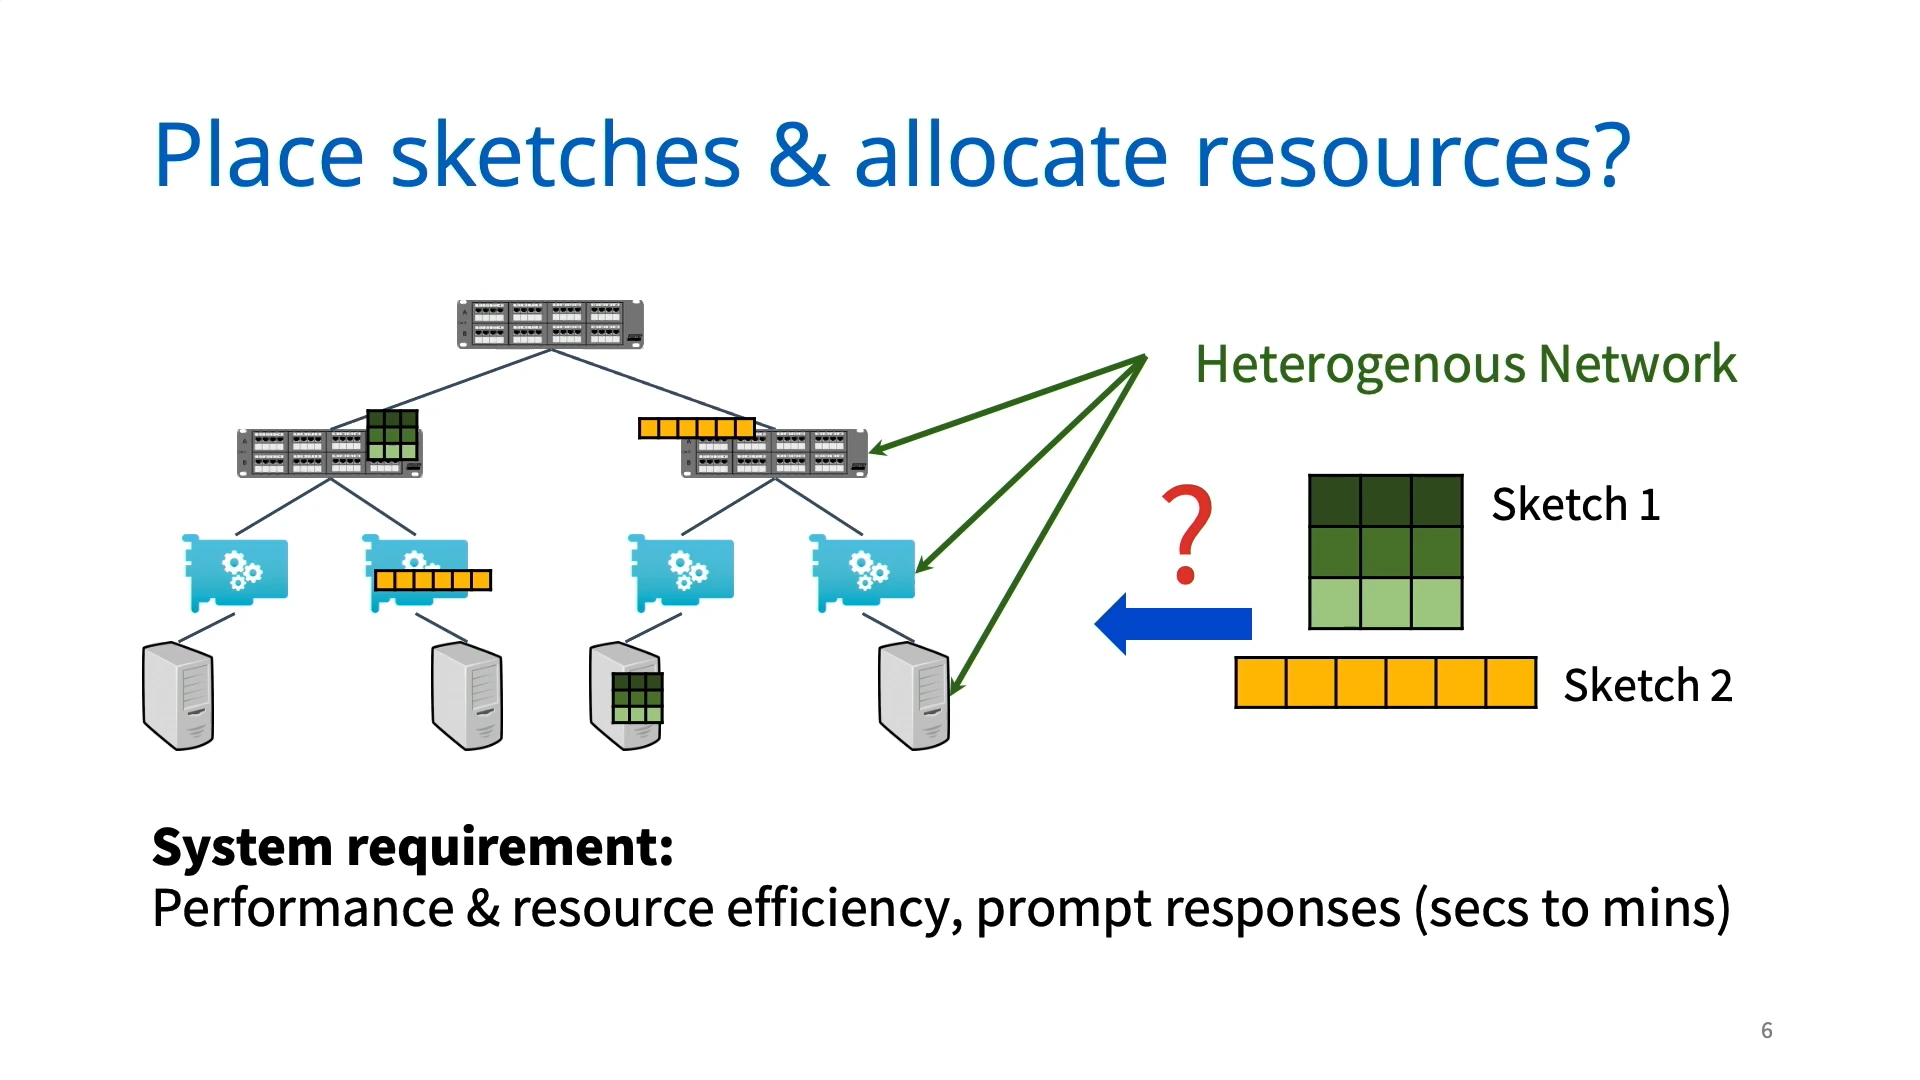 Place sketches & allocate resources?
Heterogenous Network
?
Sketch 1
Sketch 2
System requirement:
Performance & resource efficiency, prompt responses (secs to mins)
6